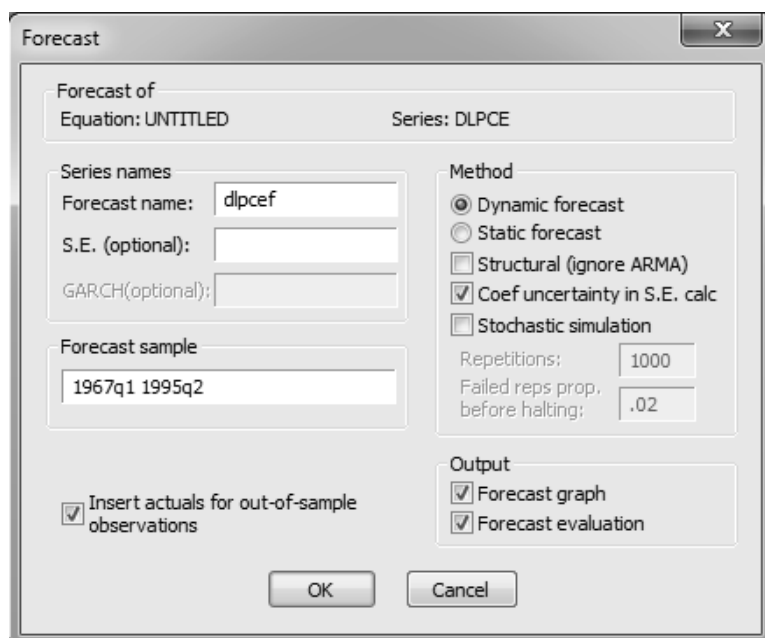 Forecast
X
Forecast of
Equation: UNTITLED Series: DLPCE
Series names
Forecast name: dlpcef
S.E. (optional):
GARCH(optional):
Forecast sample
1967q1 1995q2
Insert actuals for out-of-sample
observations
Method
Dynamic forecast
Static forecast
Structural (ignore ARMA)
Coef uncertainty in S.E. calc
Stochastic simulation
Repetitions: 1000
Failed reps prop.
before halting: .02
Output
Forecast graph
Forecast evaluation
OK Cancel